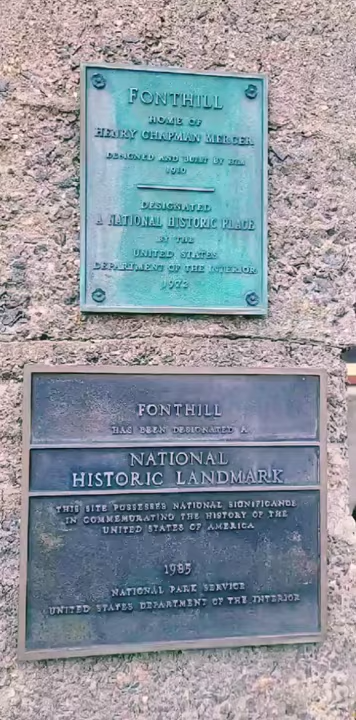 FONTHILL
HOME OF
HENRY CHAPMAN MERCER
DESIGNED AND BUILT BY HIM
1910
DESIGNATED
A NATIONAL HISTORIC PLACE
BY THE
UNITED STATES
DEPARTMENT OF THE INTERIOR
1972
FONTHILL
HAS BEEN DESIGNATED A
NATIONAL
HISTORIC LANDMARK
THIS SITE POSSESSES NATIONAL SIGNIFICANCE
IN COMMEMORATING THE HISTORY OF THE
UNITED STATES OF AMERICA
1985
NATIONAL PARK SERVICE
UNITED STATES DEPARTMENT OF THE INTERIOR